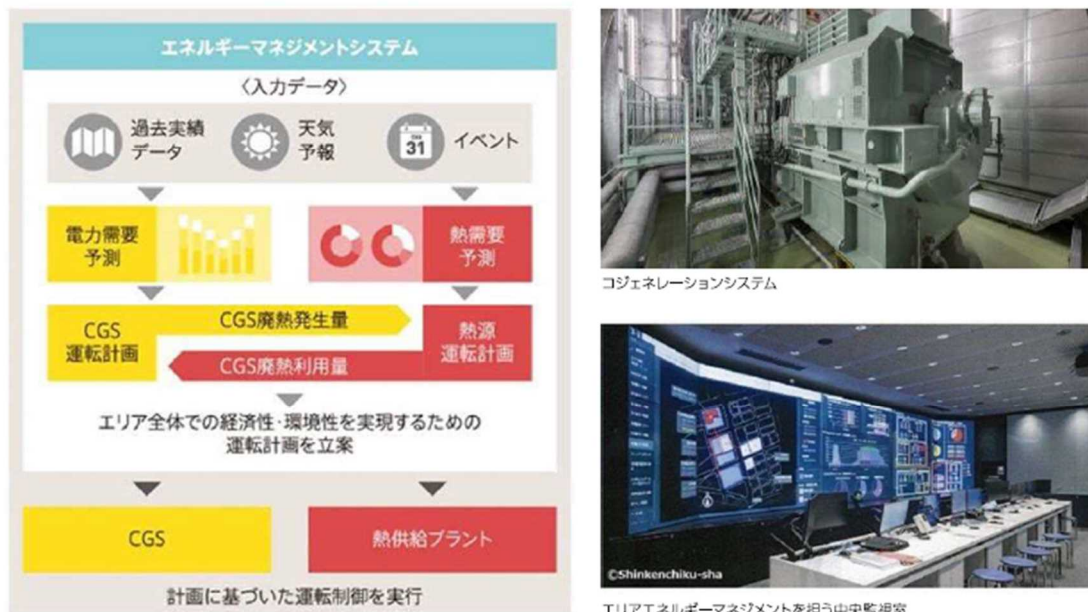 エネルギーマネジメントシステム
〈入力データ〉
過去実績
データ
天気
予報
31
イベント
電力需要
予測
熱需要
予測
CGS
運転計画
CGS廃熱発生量
CGS廃熱利用量
熱源
運転計画
エリア全体での経済性・環境性を実現するための
運転計画を立案
CGS
熱供給プラント
計画に基づいた運転制御を実行
コジェネレーションシステム
©Shinkenchiku-sha
エリアエネルギーマネジメントを担う中央監視室